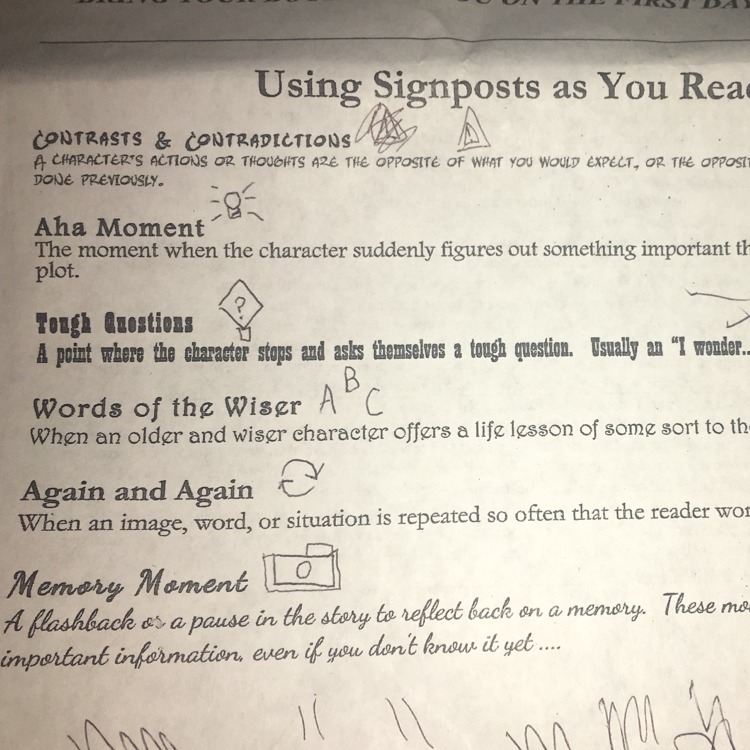 ON THE FIRST DAY
Using Signposts as You Rea
CONTRASTS & CONTRADICTIONS
A CHARACTER'S ACTIONS OR THOUGHTS ARE THE OPPOSITE OF WHAT YOU WOULD EXPECT, OR THE OPPOSIT
DONE PREVIOUSLY.
Aha Moment
The moment when the character suddenly figures out something important th
plot.
?
Tough Questions
A point where the character stops and asks themselves a tough question. Usually an "I wonder..
Words of the Wiser A B C
When an older and wiser character offers a life lesson of some sort to th
Again and Again
When an image, word, or situation is repeated so often that the reader wor
Memory Moment
A flashback or a pause in the story to reflect back on a memory. These mo
important information, even if you don't know it yet ....